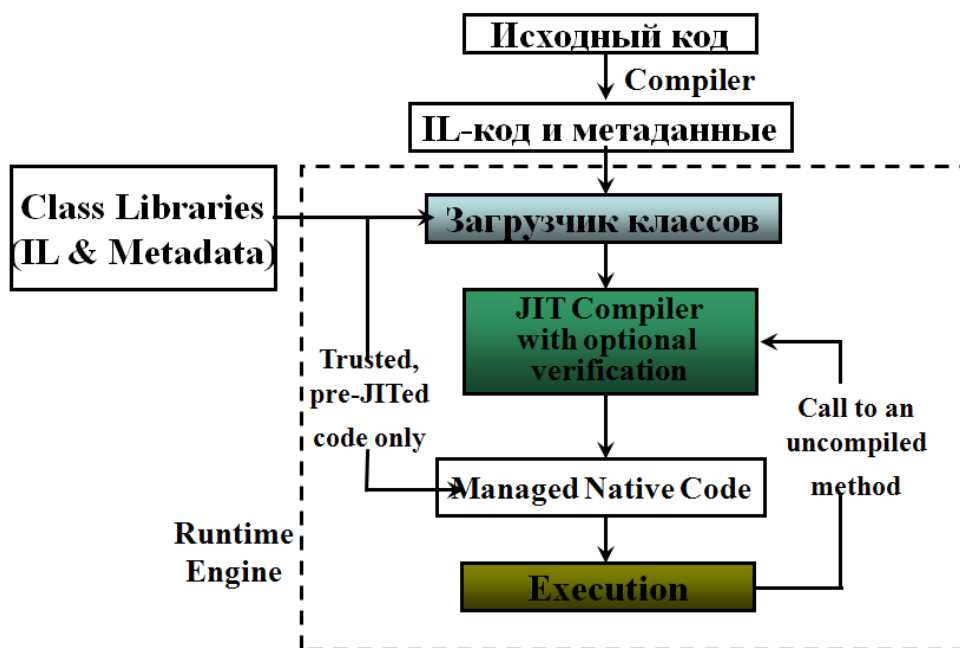 Исходный код
Compiler
IL-код и метаданные
Class Libraries
(IL & Metadata)
Загрузчик классов
JIT Compiler
with optional
verification
Trusted,
pre-JITed
code only
Call to an
uncompiled
method
Managed Native Code
Runtime
Engine
Execution